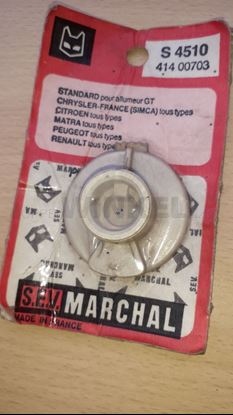 S 4510
414 00703
STANDARD pour allumeur GT
CHRYSLER-FRANCE (SIMCA) tous types
CITROEN tous types
MATRA tous types
PEUGEOT tous types
RENAULT tous types
S.E.V. MARCHAL
MADE IN FRANCE